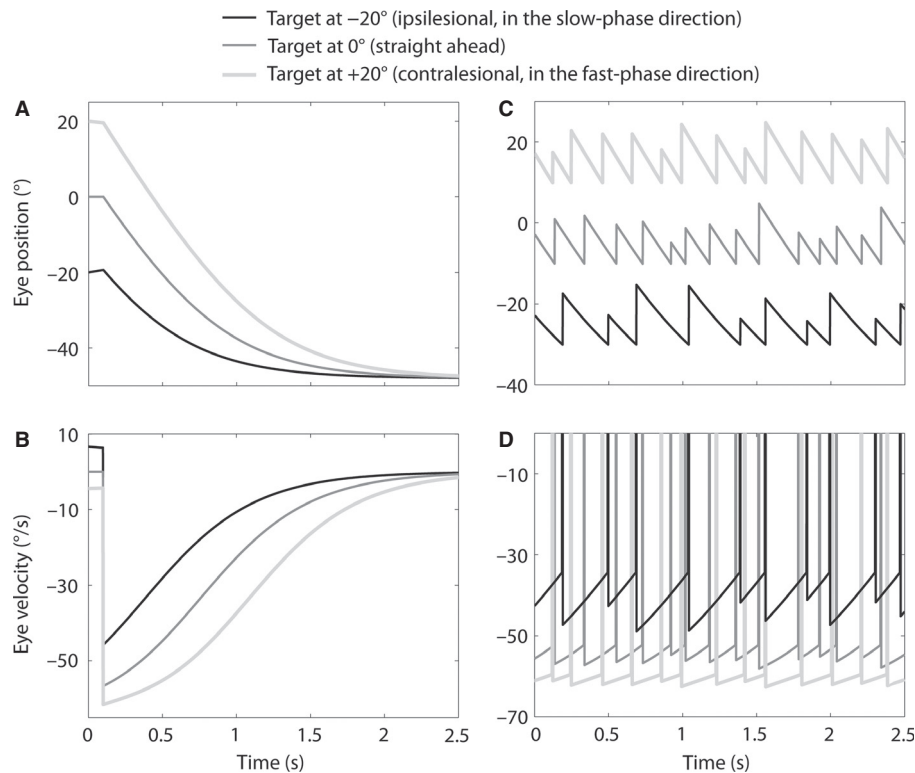 Target at −20° (ipsilesional, in the slow-phase direction)
Target at 0° (straight ahead)
Target at +20° (contralesional, in the fast-phase direction)
A
20
0
−20
−40
Eye position (°)
C
20
0
−20
−40
B
10
−10
−30
−50
Eye velocity (°/s)
0 0.5 1 1.5 2 2.5
Time (s)
D
−10
−30
−50
−70
0 0.5 1 1.5 2 2.5
Time (s)